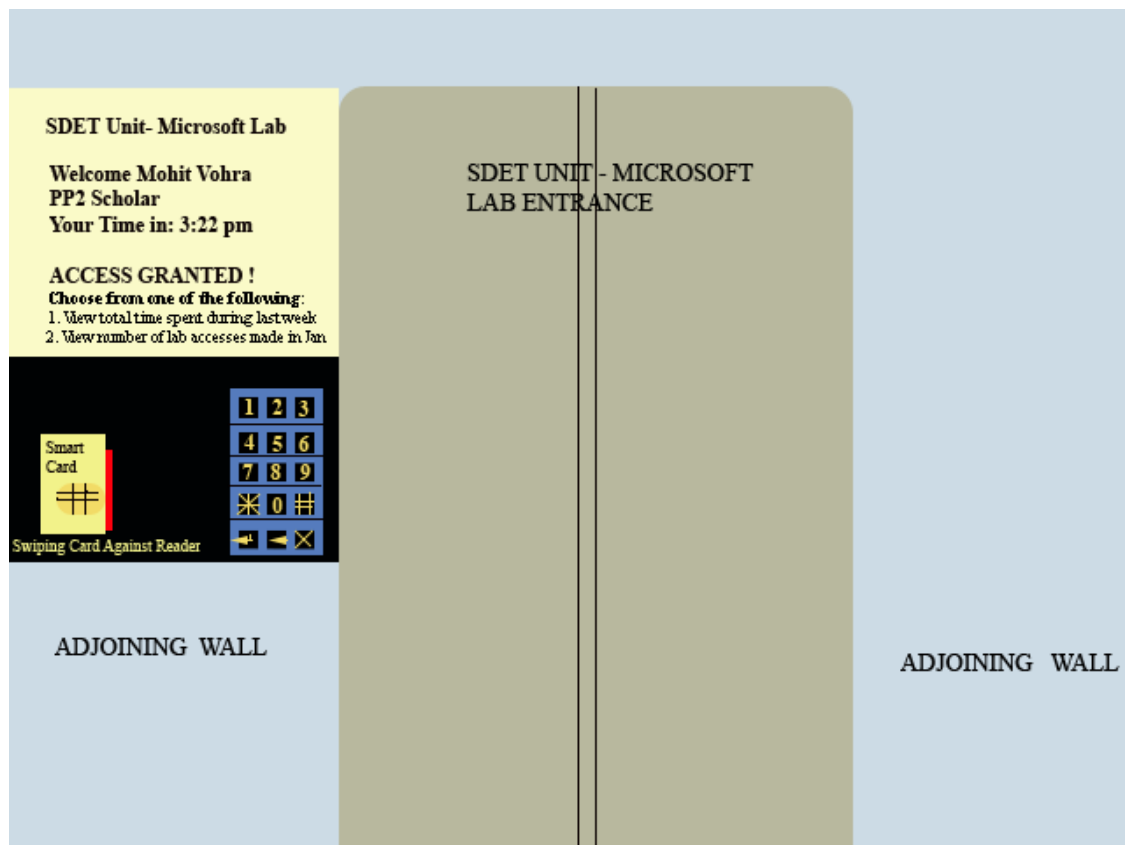 SDET Unit- Microsoft Lab
Welcome Mohit Vohra
PP2 Scholar
Your Time in: 3:22 pm
ACCESS GRANTED !
Choose from one of the following:
1. View total time spent during last week
2. View number of lab accesses made in Jan
1 2 3
4 5 6
7 8 9
0 #
Smart
Card
Swiping Card Against Reader
SDET UNIT - MICROSOFT
LAB ENTRANCE
ADJOINING WALL
ADJOINING WALL